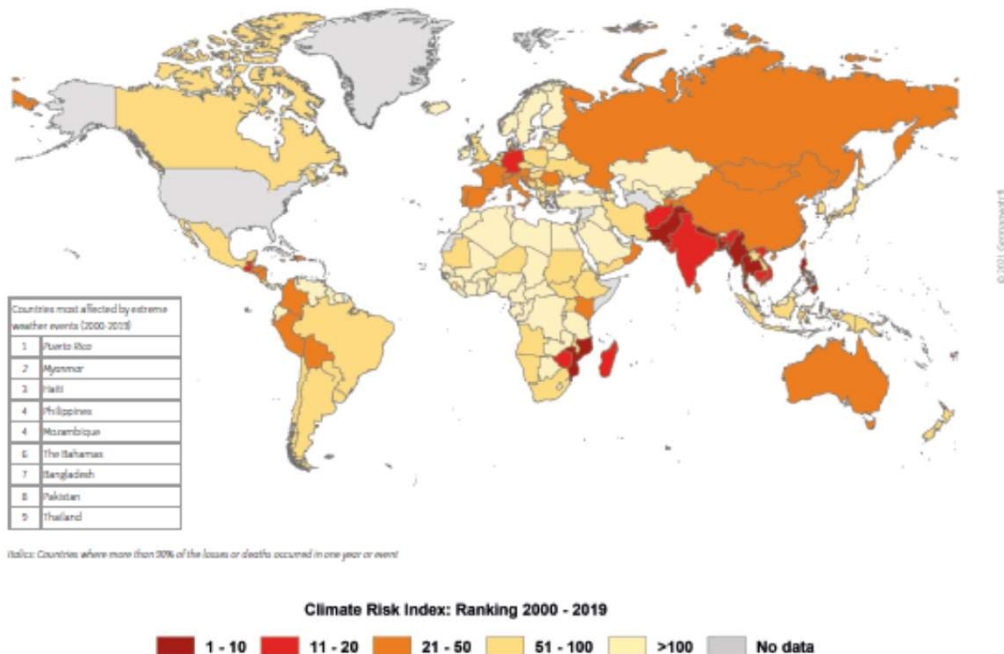 © 2021 Germanwatch
Countries most affected by extreme
weather events (2000-2019)
1 Puerto Rico
2 Myanmar
3 Haiti
4 Philippines
4 Mozambique
6 The Bahamas
7 Bangladesh
8 Pakistan
9 Thailand
Italics: Countries where more than 90% of the losses or deaths occurred in one year or event
Climate Risk Index: Ranking 2000 - 2019
1 - 10 11 - 20 21 - 50 51 - 100 >100 No data